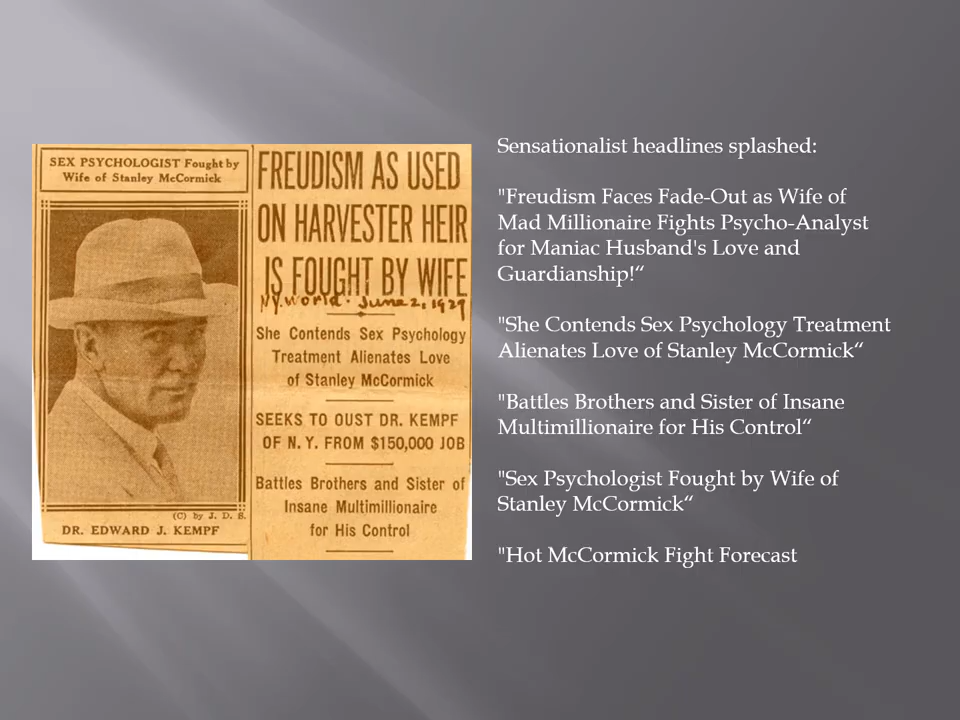 SEX PSYCHOLOGIST Fought by
Wife of Stanley McCormick
(C) by J. D. S.
DR. EDWARD J. KEMPF
FREUDISM AS USED
ON HARVESTER HEIR
IS FOUGHT BY WIFE
N.Y. World. June 2, 1929
She Contends Sex Psychology
Treatment Alienates Love
of Stanley McCormick
SEEKS TO OUST DR. KEMPF
OF N. Y. FROM $150,000 JOB
Battles Brothers and Sister of
Insane Multimillionaire
for His Control
Sensationalist headlines splashed:
"Freudism Faces Fade-Out as Wife of
Mad Millionaire Fights Psycho-Analyst
for Maniac Husband's Love and
Guardianship!“
"She Contends Sex Psychology Treatment
Alienates Love of Stanley McCormick“
"Battles Brothers and Sister of Insane
Multimillionaire for His Control“
"Sex Psychologist Fought by Wife of
Stanley McCormick“
"Hot McCormick Fight Forecast